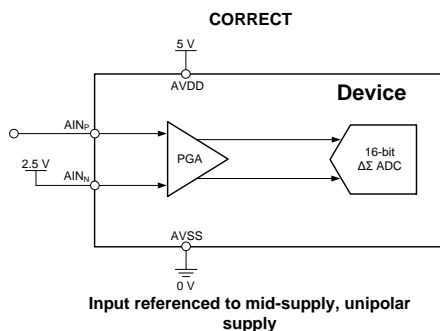 CORRECT
5 V
AVDD
Device
AINP
PGA
16-bit
ΔΣ ADC
2.5 V
AINN
AVSS
0 V
Input referenced to mid-supply, unipolar
supply